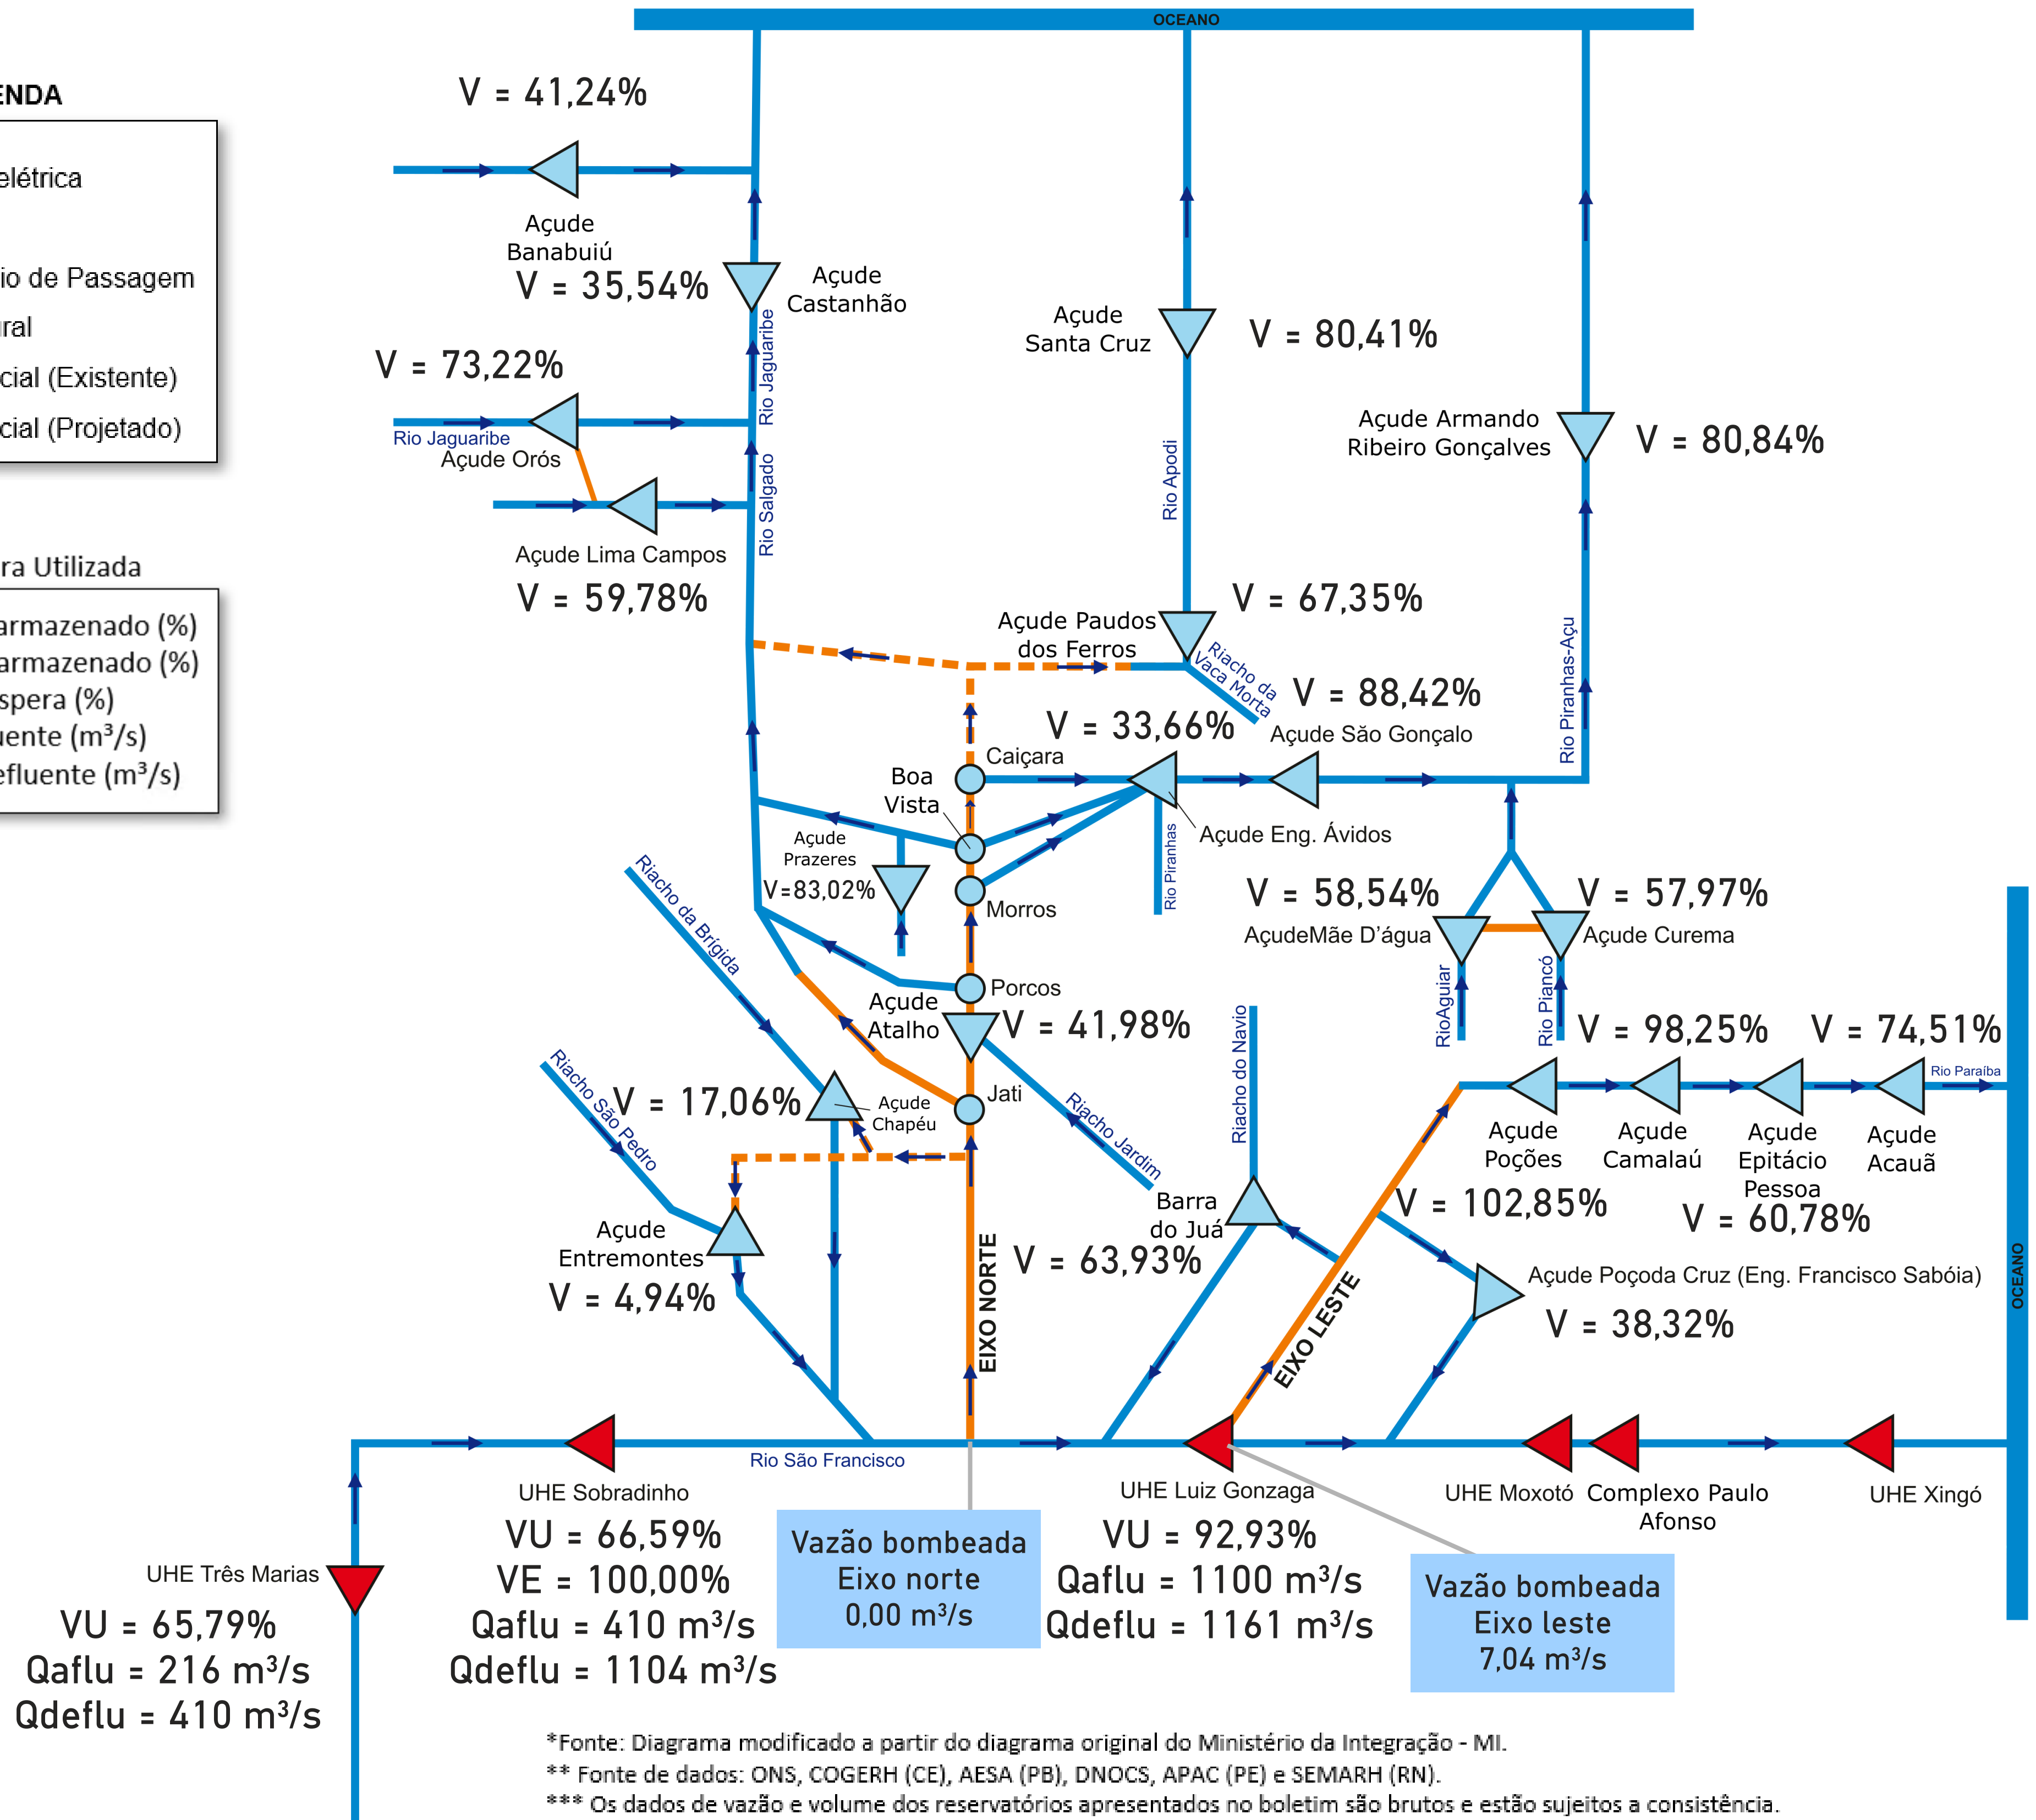 OCEANO
ENDA
elétrica
io de Passagem
ural
cial (Existente)
cial (Projetado)
ra Utilizada
armazenado (%)
armazenado (%)
spera (%)
uente (m³/s)
efluente (m³/s)
V = 41,24%
Açude
Banabuiú
V = 35,54%
Açude
Castanhão
Rio Jaguaribe
V = 73,22%
Rio Jaguaribe
Açude Orós
Rio Salgado
Açude Lima Campos
V = 59,78%
Açude
Santa Cruz
V = 80,41%
Rio Apodi
Açude Armando
Ribeiro Gonçalves
V = 80,84%
Rio Piranhas-Açu
Açude Paudos
dos Ferros
V = 67,35%
Riacho da
Vaca Morta
V = 88,42%
Açude São Gonçalo
V = 33,66%
Caiçara
Boa
Vista
Açude Eng. Ávidos
Rio Piranhas
Açude
Prazeres
V=83,02%
Morros
Riacho da Brígida
V = 58,54%
AçudeMãe D'água
V = 57,97%
Açude Curema
RioAguiar
Rio Piancó
Porcos
Açude
Atalho
V = 41,98%
Riacho do Navio
V = 98,25%
V = 74,51%
Rio Paraíba
Riacho São Pedro
V = 17,06%
Açude
Chapéu
Jati
Riacho Jardim
Açude
Poções
Açude
Camalaú
Açude
Epitácio
Pessoa
Açude
Acauã
V = 102,85%
V = 60,78%
Barra
do Juá
V = 63,93%
Açude
Entremontes
V = 4,94%
EIXO NORTE
EIXO LESTE
Açude Poçoda Cruz (Eng. Francisco Sabóia)
V = 38,32%
OCEANO
Rio São Francisco
UHE Sobradinho
VU = 66,59%
VE = 100,00%
Qaflu = 410 m³/s
Qdeflu = 1104 m³/s
Vazão bombeada
Eixo norte
0,00 m³/s
UHE Luiz Gonzaga
VU = 92,93%
Qaflu = 1100 m³/s
Qdeflu = 1161 m³/s
Vazão bombeada
Eixo leste
7,04 m³/s
UHE Moxotó
Complexo Paulo
Afonso
UHE Xingó
UHE Três Marias
VU = 65,79%
Qaflu = 216 m³/s
Qdeflu = 410 m³/s
*Fonte: Diagrama modificado a partir do diagrama original do Ministério da Integração - MI.
** Fonte de dados: ONS, COGERH (CE), AESA (PB), DNOCS, APAC (PE) e SEMARH (RN).
*** Os dados de vazão e volume dos reservatórios apresentados no boletim são brutos e estão sujeitos a consistência.